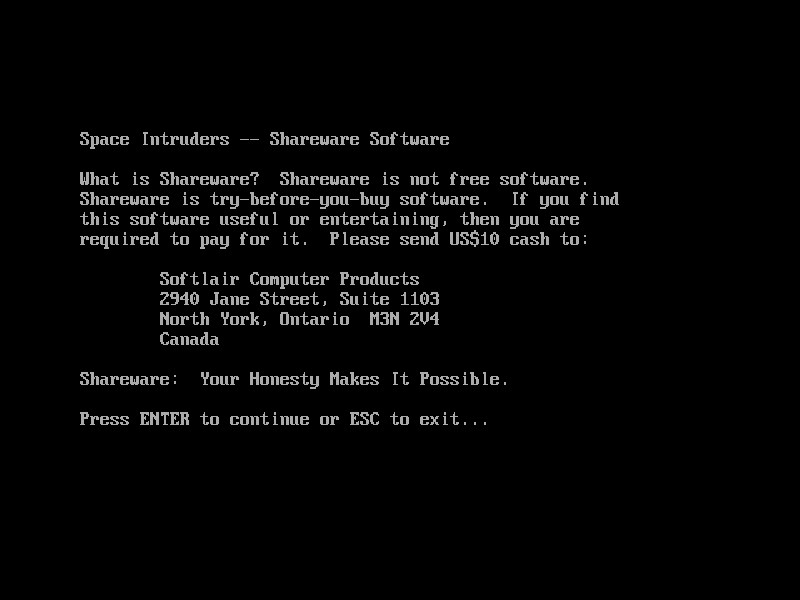 Space Intruders -- Shareware Software
What is Shareware?  Shareware is not free software.
Shareware is try-before-you-buy software.  If you find
this software useful or entertaining, then you are
required to pay for it.  Please send US$10 cash to:
Softlair Computer Products
2940 Jane Street, Suite 1103
North York, Ontario  M3N 2V4
Canada
Shareware:  Your Honesty Makes It Possible.
Press ENTER to continue or ESC to exit...